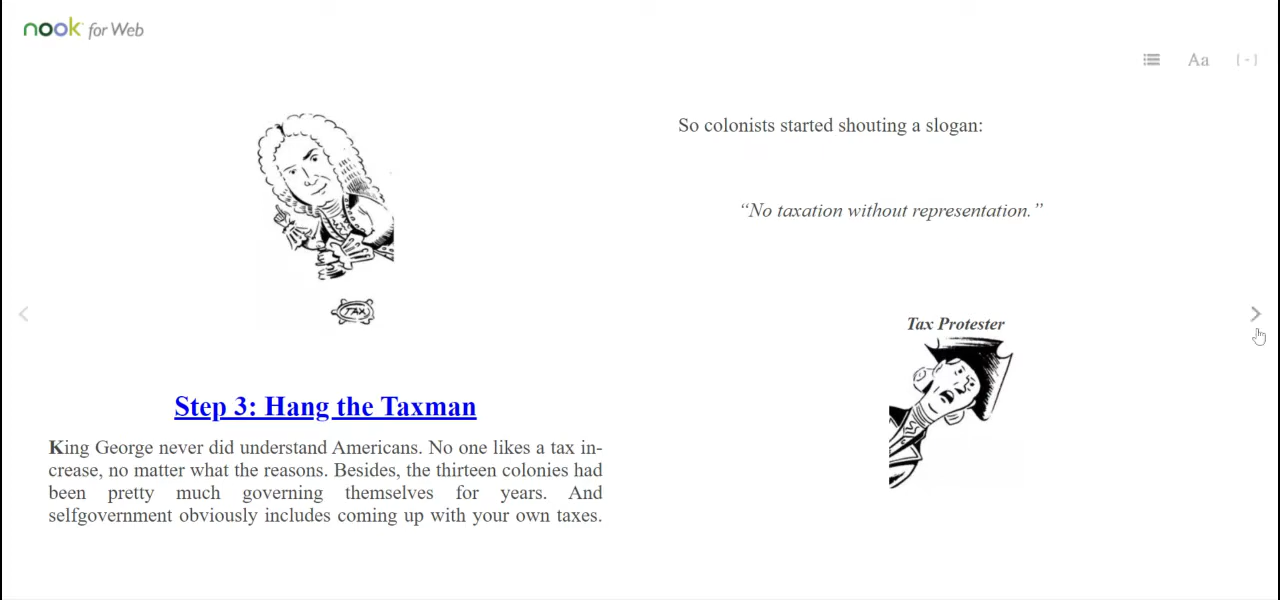 nook for Web
Aa
TAX
Step 3: Hang the Taxman
King George never did understand Americans. No one likes a tax in-
crease, no matter what the reasons. Besides, the thirteen colonies had
been pretty much governing themselves for years. And
selfgovernment obviously includes coming up with your own taxes.
So colonists started shouting a slogan:
“No taxation without representation.”
Tax Protester